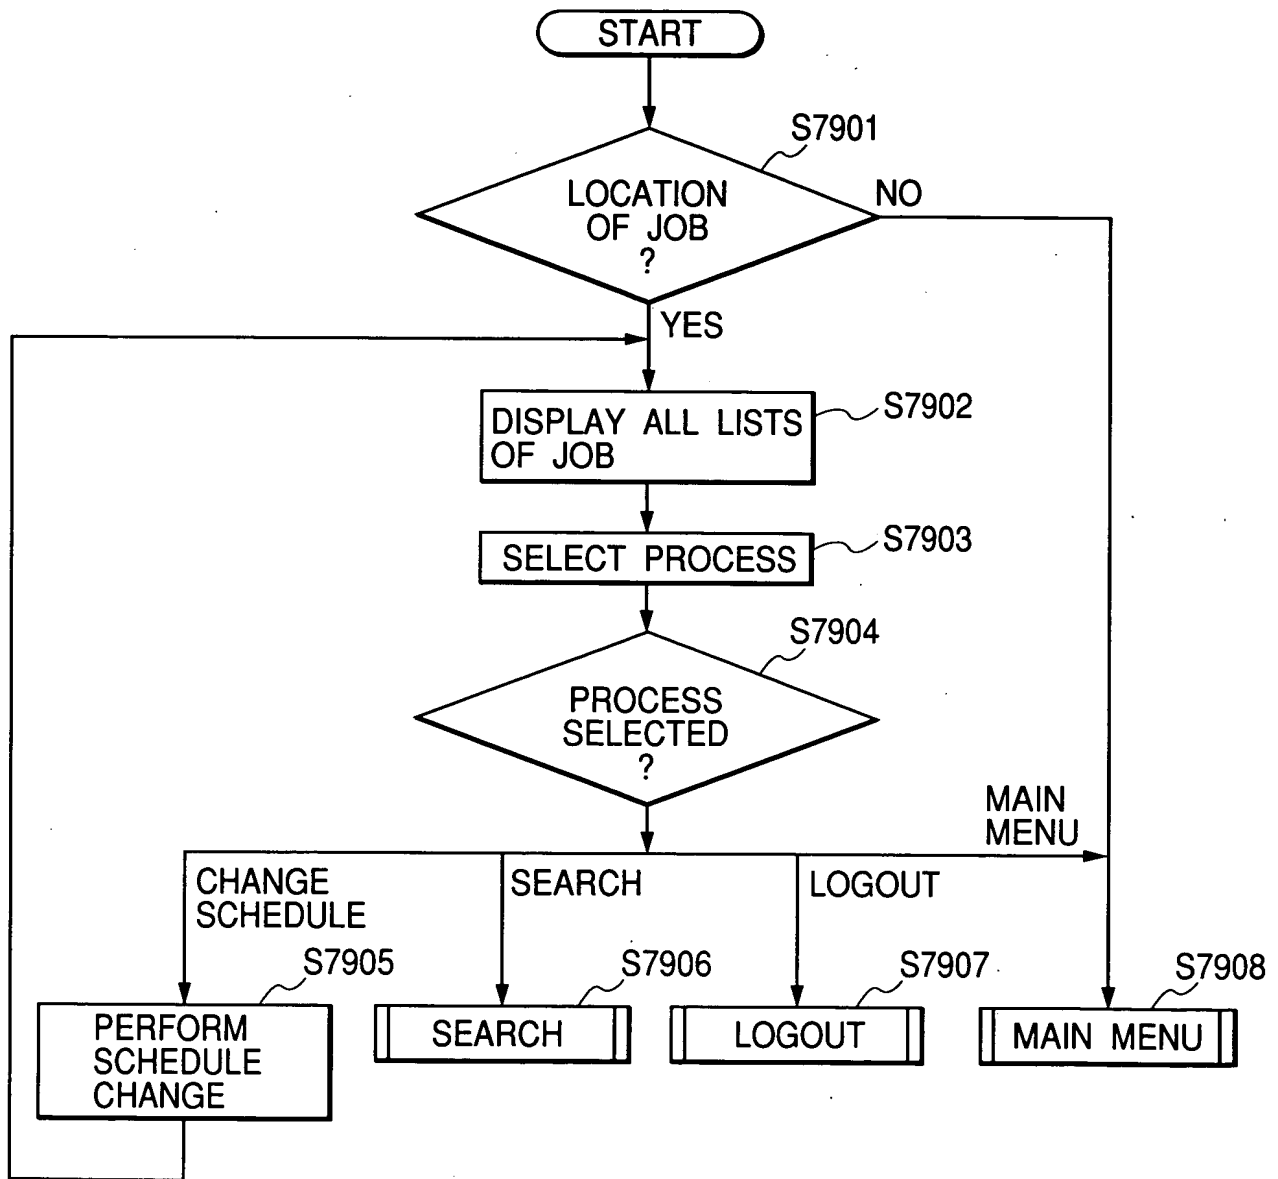 START
S7901
LOCATION
OF JOB
?
NO
YES
DISPLAY ALL LISTS
OF JOB
S7902
SELECT PROCESS
S7903
S7904
PROCESS
SELECTED
?
MAIN
MENU
CHANGE
SCHEDULE
SEARCH
LOGOUT
S7905
S7906
S7907
S7908
PERFORM
SCHEDULE
CHANGE
SEARCH
LOGOUT
MAIN MENU